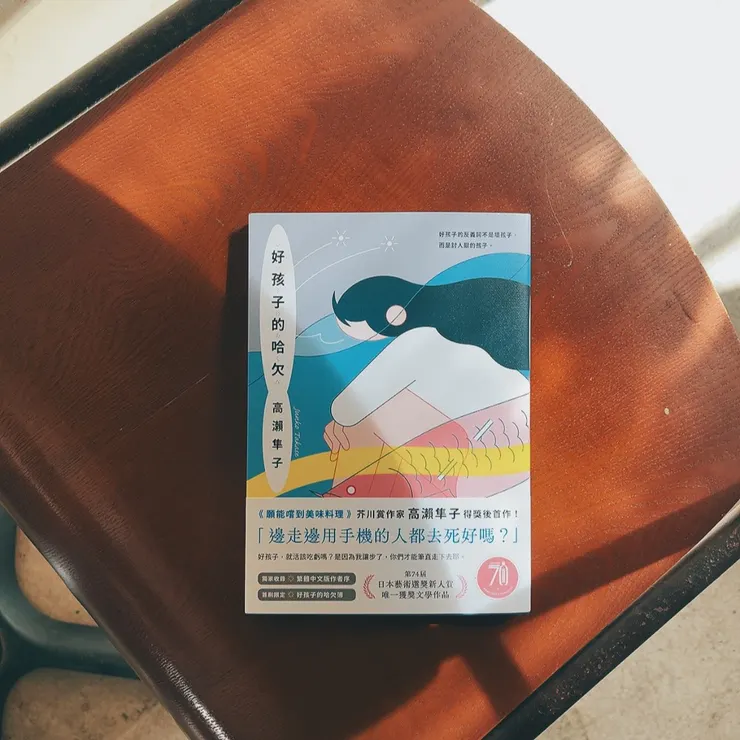 好孩子的哈欠
高瀨隼子
Junko Takase
好孩子的反義詞不是壞孩子,
而是討人厭的孩子。
《願能嚐到美味料理》芥川賞作家 高瀨隼子 得獎後首作!
「邊走邊用手機的人都去死好嗎?」
好孩子,就活該吃虧嗎?是因為我讓步了,你們才能筆直走下去耶。
獨家收錄 繁體中文版作者序
首刷限定 好孩子的哈欠博
第74屆
日本藝術選獎新人賞
唯一獲獎文學作品
70